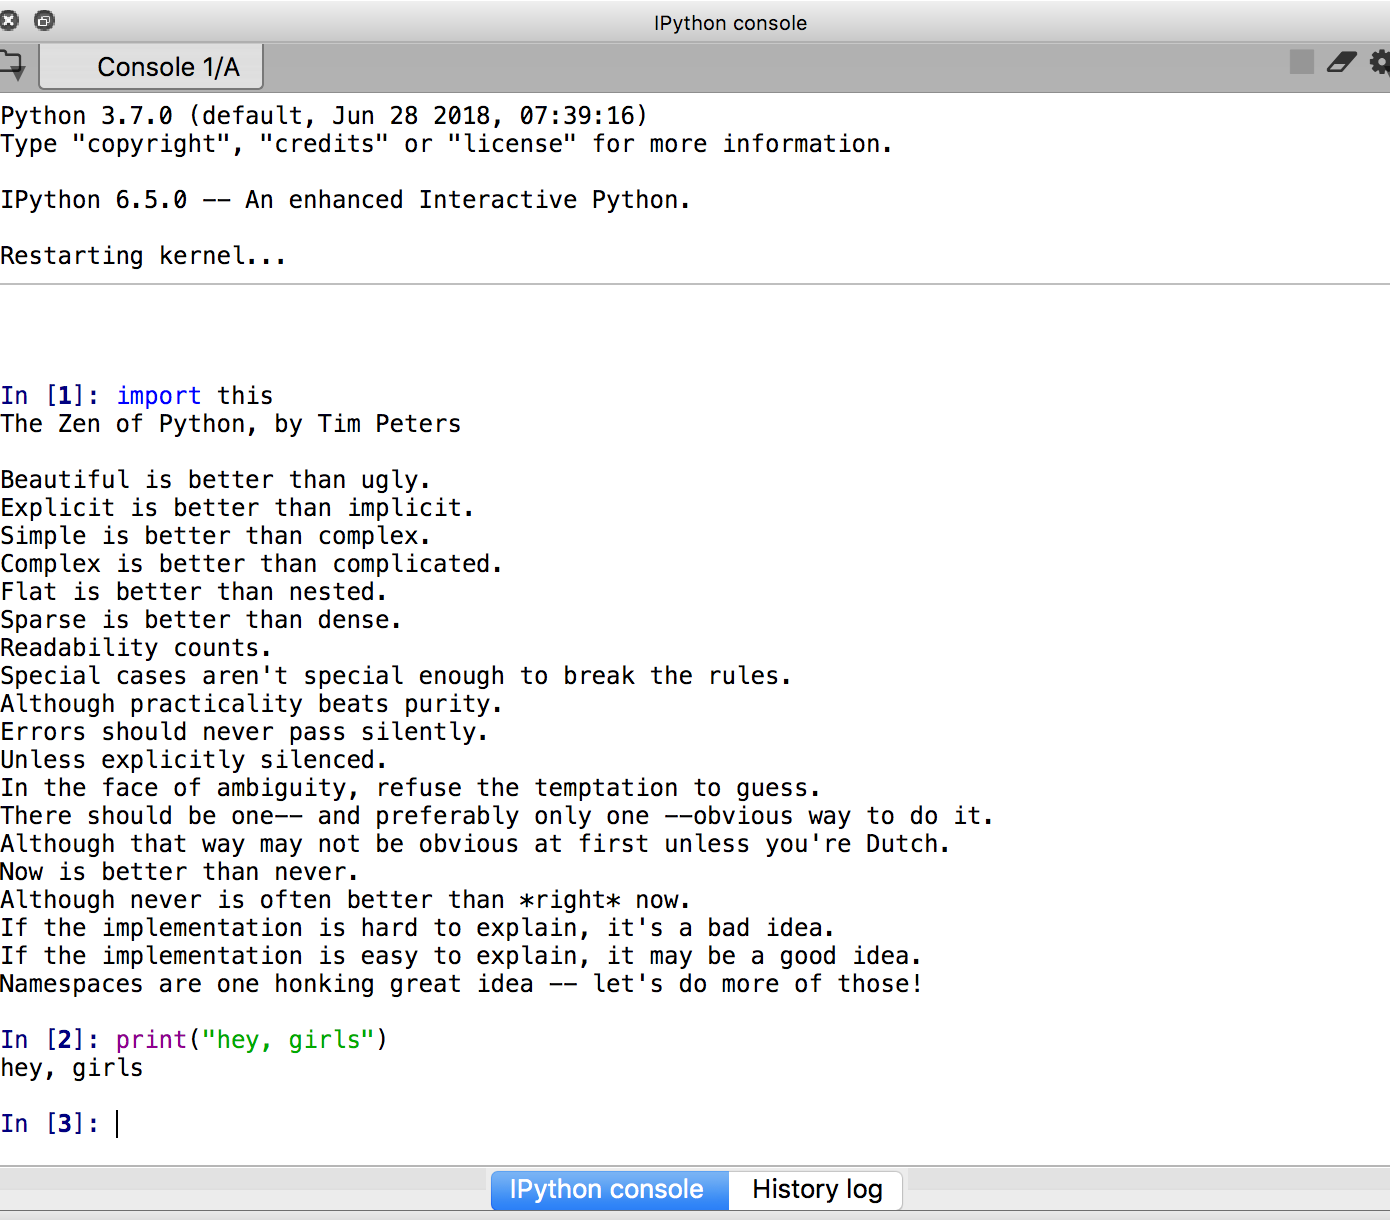 IPython console
Console 1/A
Python 3.7.0 (default, Jun 28 2018, 07:39:16)
Type "copyright", "credits" or "license" for more information.
IPython 6.5.0 -- An enhanced Interactive Python.
Restarting kernel...
In [1]: import this
The Zen of Python, by Tim Peters
Beautiful is better than ugly.
Explicit is better than implicit.
Simple is better than complex.
Complex is better than complicated.
Flat is better than nested.
Sparse is better than dense.
Readability counts.
Special cases aren't special enough to break the rules.
Although practicality beats purity.
Errors should never pass silently.
Unless explicitly silenced.
In the face of ambiguity, refuse the temptation to guess.
There should be one-- and preferably only one --obvious way to do it.
Although that way may not be obvious at first unless you're Dutch.
Now is better than never.
Although never is often better than *right* now.
If the implementation is hard to explain, it's a bad idea.
If the implementation is easy to explain, it may be a good idea.
Namespaces are one honking great idea -- let's do more of those!
In [2]: print("hey, girls")
hey, girls
In [3]:
IPython console History log